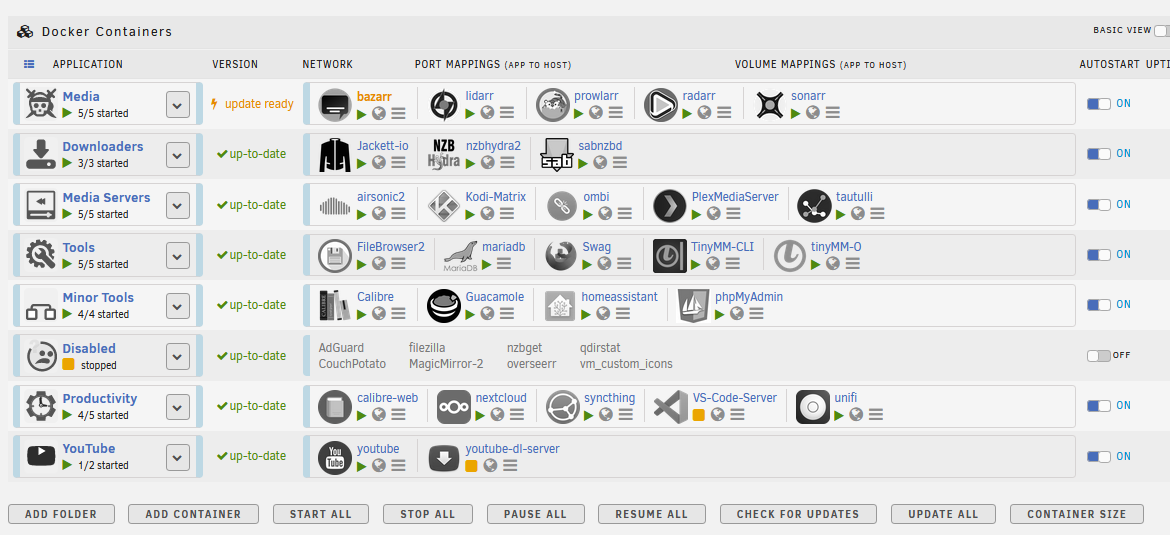 Docker Containers
BASIC VIEW
APPLICATION VERSION NETWORK PORT MAPPINGS (APP TO HOST) VOLUME MAPPINGS (APP TO HOST) AUTOSTART UPTI
Media update ready bazarr lidarr prowlarr radarr sonarr ON
5/5 started
Downloaders up-to-date Jackett-io NZB Hydra nzbhydra2 sabnzbd ON
3/3 started
Media Servers up-to-date airsonic2 Kodi-Matrix ombi PlexMediaServer tautulli ON
5/5 started
Tools up-to-date FileBrowser2 MariaDB mariadb Swag TinyMM-CLI tinyMM-O ON
5/5 started
Minor Tools up-to-date Calibre Guacamole homeassistant phpMyAdmin ON
4/4 started
Disabled up-to-date AdGuard filezilla nzbget qdirstat OFF
stopped CouchPotato MagicMirror-2 overseerr vm_custom_icons
Productivity up-to-date calibre-web nextcloud syncthing VS-Code-Server unifi ON
4/5 started
YouTube up-to-date You Tube youtube youtube-dl-server ON
1/2 started
ADD FOLDER ADD CONTAINER START ALL STOP ALL PAUSE ALL RESUME ALL CHECK FOR UPDATES UPDATE ALL CONTAINER SIZE